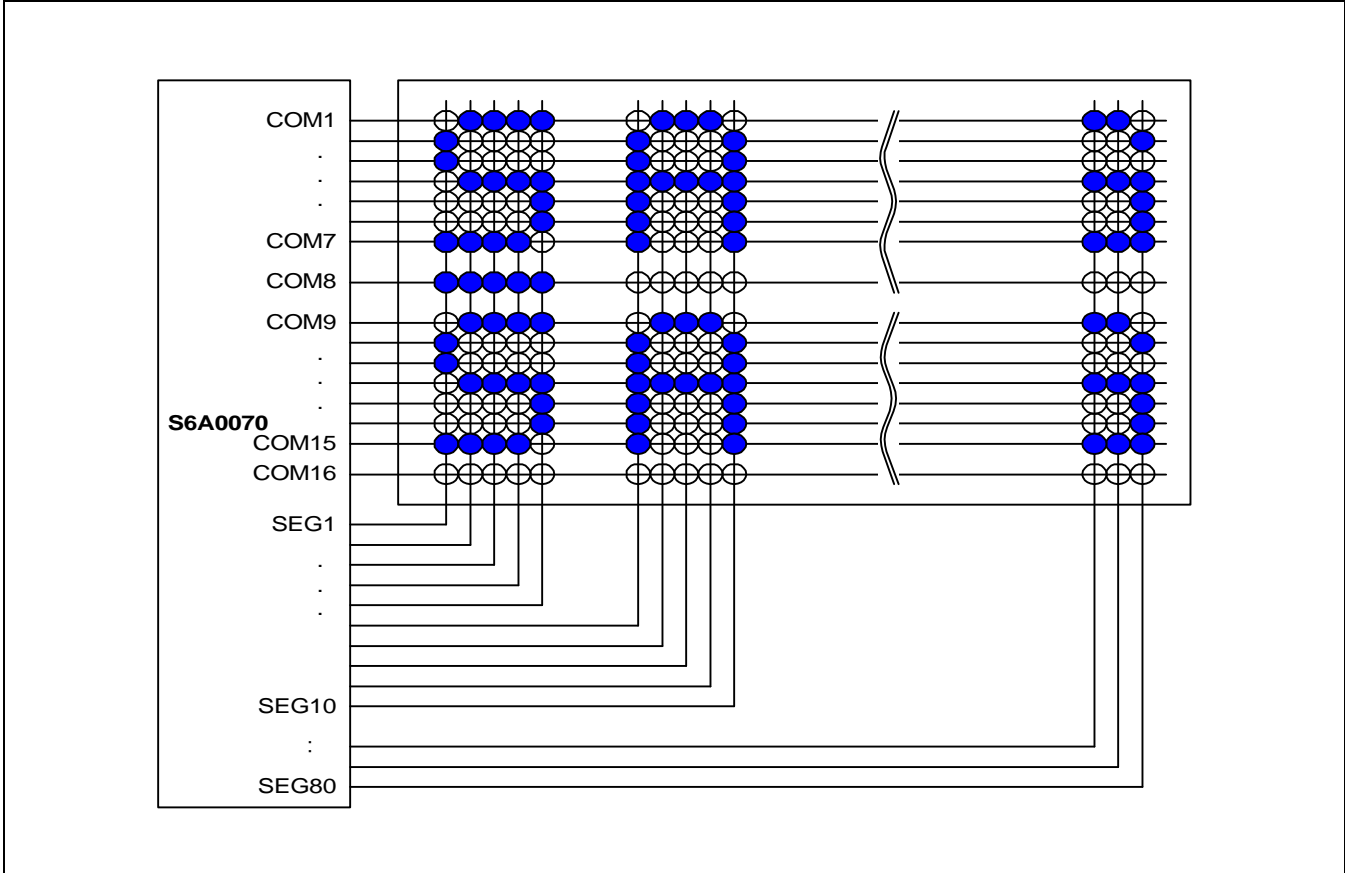 COM1
.
.
.
COM7
COM8
COM9
.
.
.
S6A0070
COM15
COM16
SEG1
.
.
.
SEG10
:
SEG80